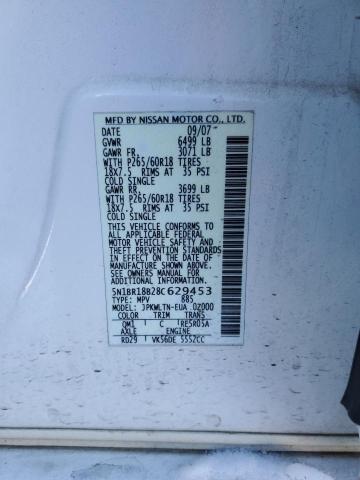 MFD BY NISSAN MOTOR CO., LTD.
DATE 09/07
GVWR 6499 LB
GAWR FR. 3071 LB
WITH P265/60R18 TIRES
18X7.5 RIMS AT 35 PSI
COLD SINGLE
GAWR RR. 3699 LB
WITH P265/60R18 TIRES
18X7.5 RIMS AT 35 PSI
COLD SINGLE
THIS VEHICLE CONFORMS TO ALL
APPLICABLE FEDERAL MOTOR
VEHICLE SAFETY AND THEFT
PREVENTION STANDARDS
IN EFFECT ON THE DATE OF
MANUFACTURE SHOWN ABOVE.
SEE OWNERS MANUAL FOR
ADDITIONAL INFORMATION.
5N1BR18B28C629453
TYPE: MPV 885
MODEL: JPKWLTN-EUA 0Z000
COLOR TRIM TRANS
QM1 C RE5R05A
AXLE ENGINE
RD29 VK56DE 5552CC